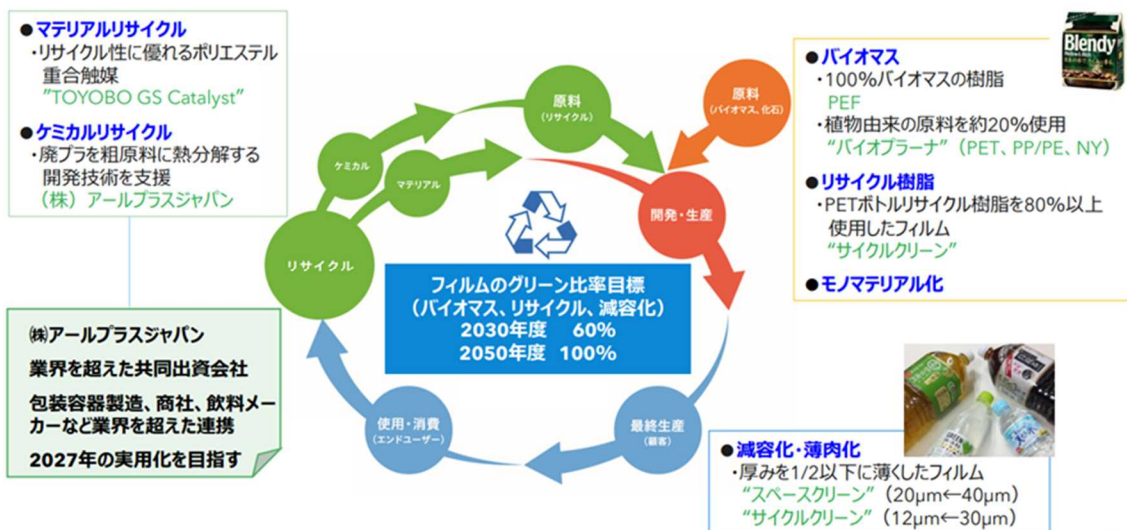 ●マテリアルリサイクル
・リサイクル性に優れるポリエステル
重合触媒
"TOYOBO GS Catalyst"
●ケミカルリサイクル
・廃プラを粗原料に熱分解する
開発技術を支援
(株)アールプラスジャパン
㈱アールプラスジャパン
業界を超えた共同出資会社
包装容器製造、商社、飲料メー
カーなど業界を超えた連携
2027年の実用化を目指す
原料
(リサイクル)
原料
(バイオマス、化石)
ケミカル
マテリアル
開発・生産
リサイクル
フィルムのグリーン比率目標
(バイオマス、リサイクル、減容化)
2030年度 60%
2050年度 100%
使用・消費
(エンドユーザー)
最終生産
(顧客)
Blendy
●バイオマス
・100%バイオマスの樹脂
PEF
・植物由来の原料を約20%使用
“バイオプラーナ”(PET、PP/PE、NY)
●リサイクル樹脂
・PETボトルリサイクル樹脂を80%以上
使用したフィルム
“サイクルクリーン”
●モノマテリアル化
GREEN
●減容化・薄肉化
・厚みを1/2以下に薄くしたフィルム
“スペースクリーン”(20μm←40μm)
“サイクルクリーン”(12μm←30μm)